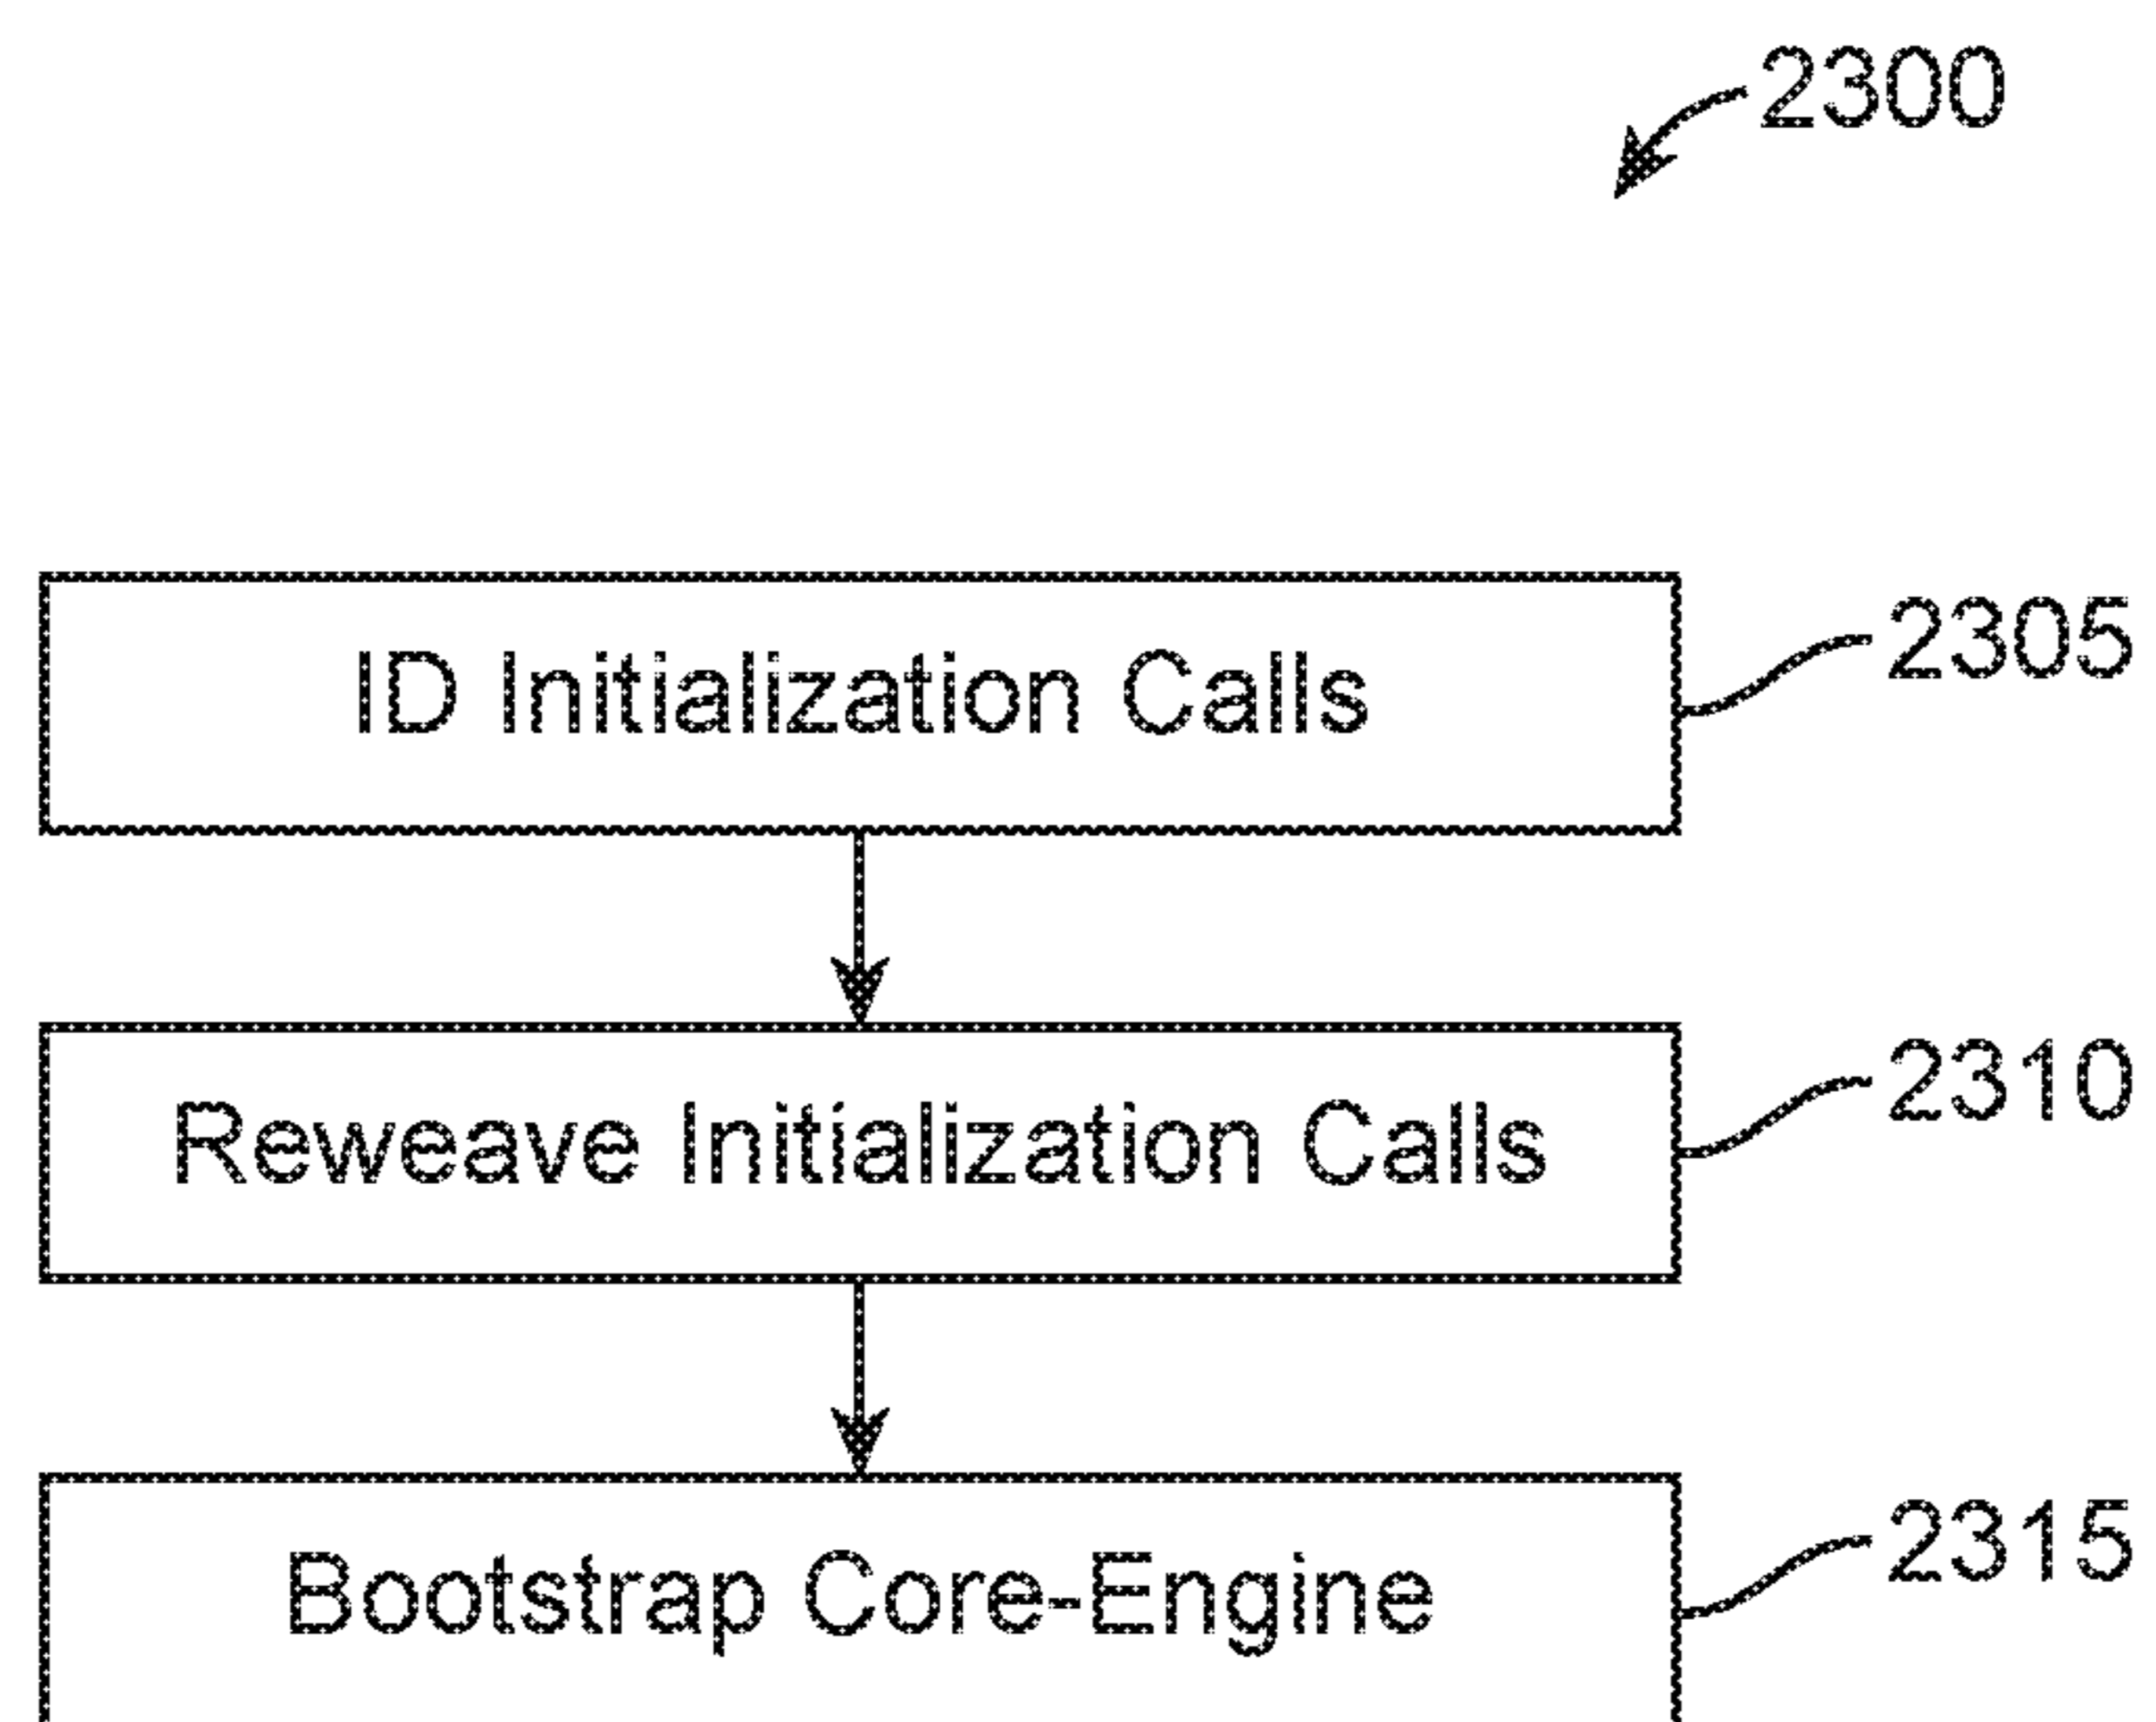 2300
ID Initialization Calls
2305
Reweave Initialization Calls
2310
Bootstrap Core-Engine
2315